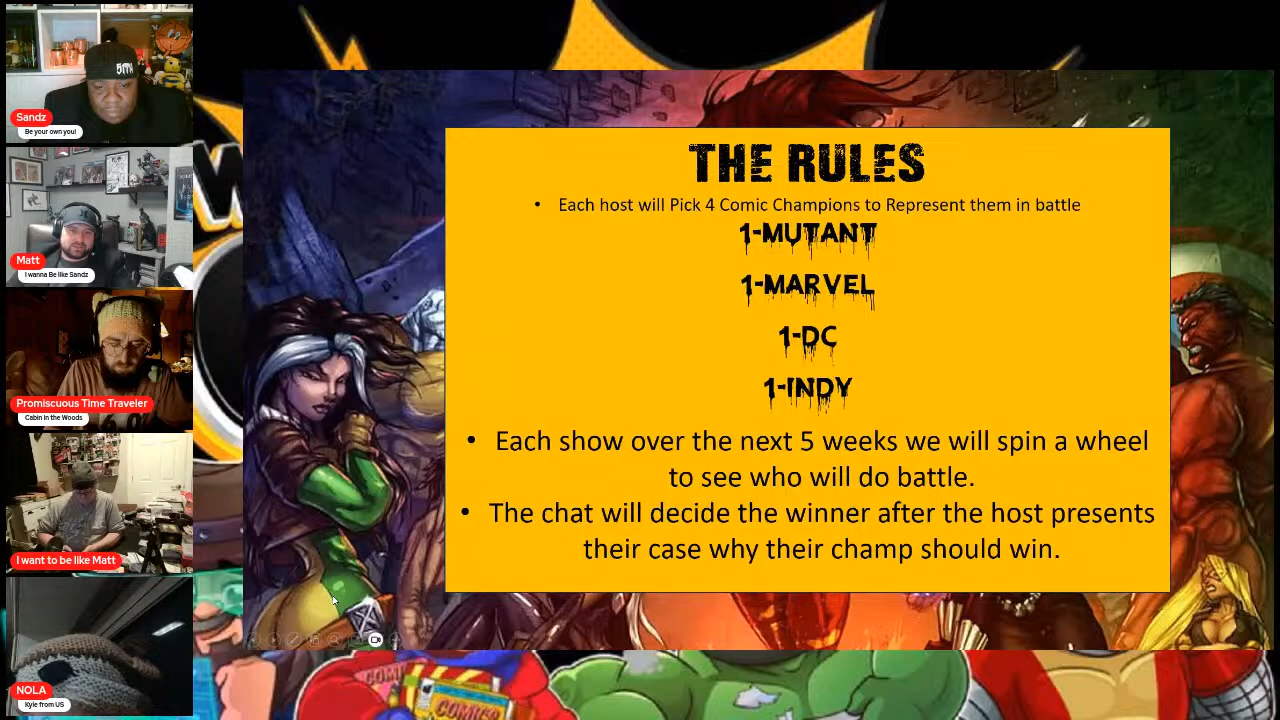 5ITH
Sandz
Be your own you!
Matt
I wanna Be like Sandz
Promiscuous Time Traveler
Cabin in the Woods
I want to be like Matt
NOLA
Kyle from US
THE RULES
• Each host will Pick 4 Comic Champions to Represent them in battle
1-MUTANT
1-MARVEL
1-DC
1-INDY
• Each show over the next 5 weeks we will spin a wheel
to see who will do battle.
• The chat will decide the winner after the host presents
their case why their champ should win.